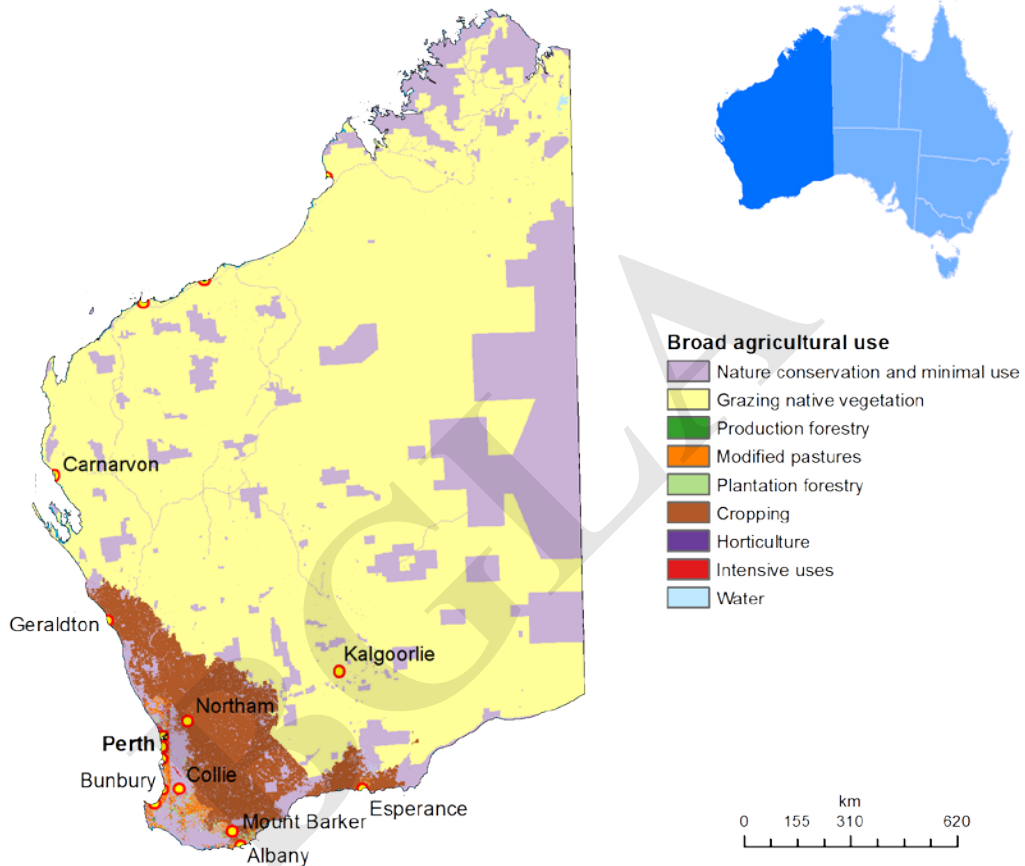 Carnarvon
Geraldton
Kalgoorlie
Northam
Perth
Bunbury
Collie
Esperance
Mount Barker
Albany
Broad agricultural use
Nature conservation and minimal use
Grazing native vegetation
Production forestry
Modified pastures
Plantation forestry
Cropping
Horticulture
Intensive uses
Water
km
0 155 310 620